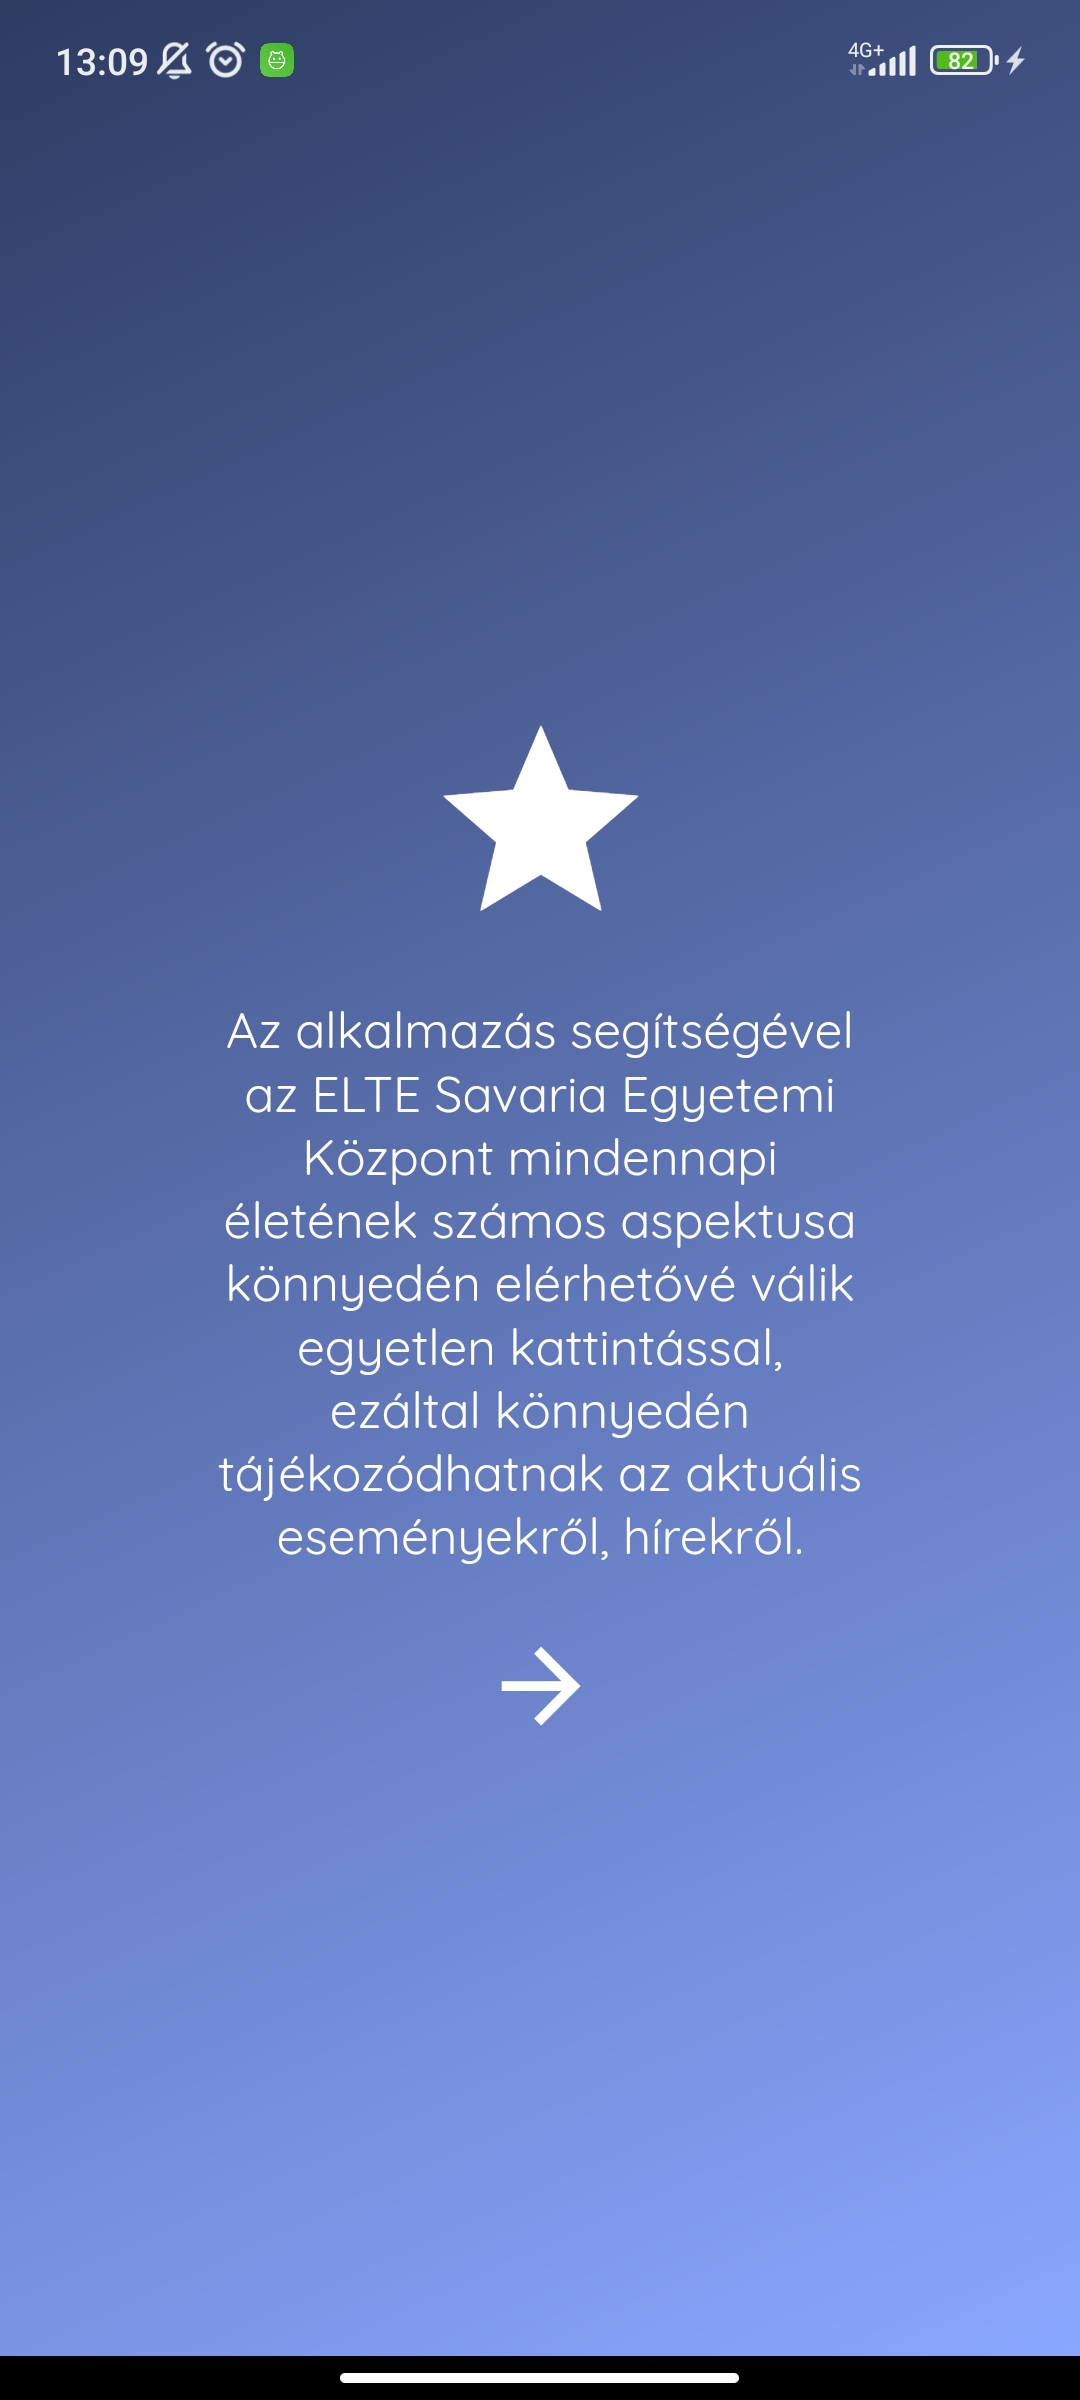 13:09
4G+
82
Az alkalmazás segítségével
az ELTE Savaria Egyetemi
Központ mindennapi
életének számos aspektusa
könnyedén elérhetővé válik
egyetlen kattintással,
ezáltal könnyedén
tájékozódhatnak az aktuális
eseményekről, hírekről.